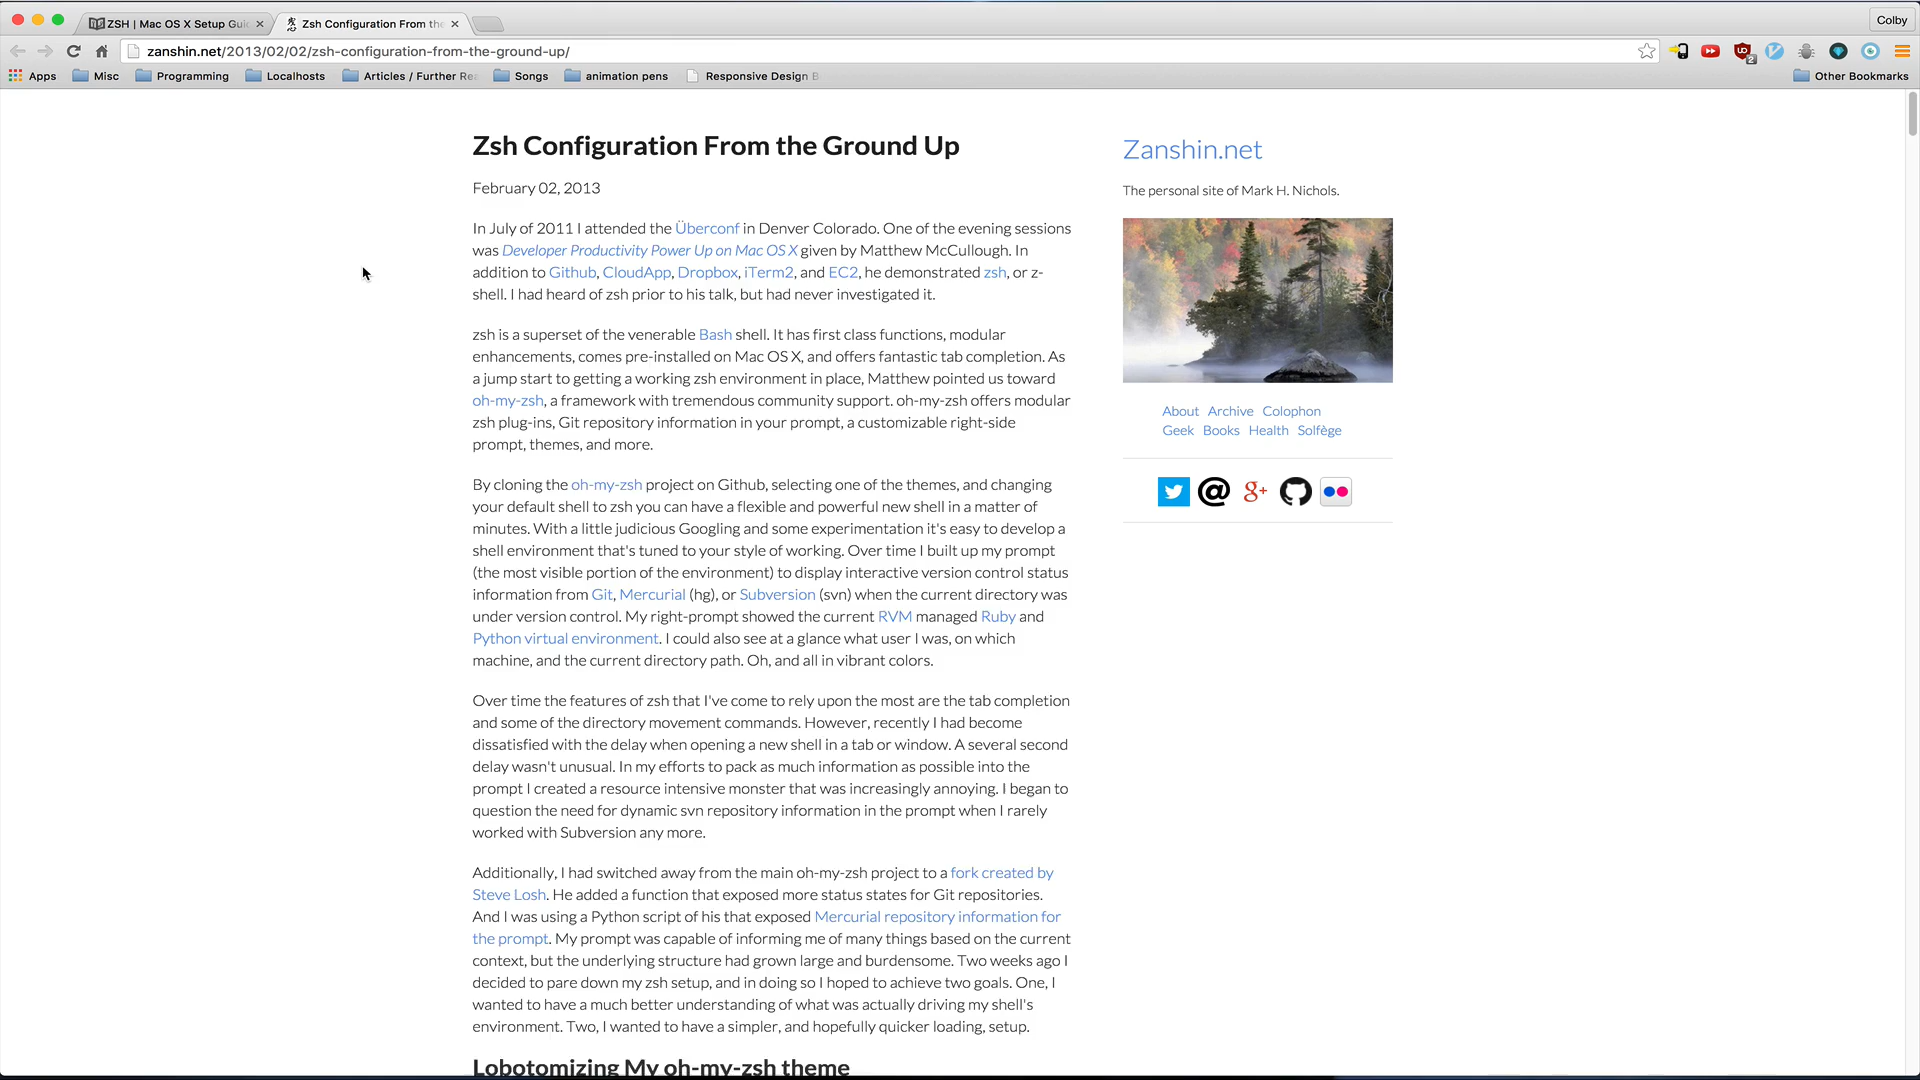 ZSH | Mac OS X Setup Gui
Zsh Configuration From the
Colby
zanshin.net/2013/02/02/zsh-configuration-from-the-ground-up/
2
Apps
Misc
Programming
Localhosts
Articles / Further Re
Songs
animation pens
Responsive Design B
Other Bookmarks
Zsh Configuration From the Ground Up
February 02, 2013
In July of 2011 I attended the Überconf in Denver Colorado. One of the evening sessions
was Developer Productivity Power Up on Mac OS X given by Matthew McCullough. In
addition to Github, CloudApp, Dropbox, iTerm2, and EC2, he demonstrated zsh, or z-
shell. I had heard of zsh prior to his talk, but had never investigated it.
zsh is a superset of the venerable Bash shell. It has first class functions, modular
enhancements, comes pre-installed on Mac OS X, and offers fantastic tab completion. As
a jump start to getting a working zsh environment in place, Matthew pointed us toward
oh-my-zsh, a framework with tremendous community support. oh-my-zsh offers modular
zsh plug-ins, Git repository information in your prompt, a customizable right-side
prompt, themes, and more.
By cloning the oh-my-zsh project on Github, selecting one of the themes, and changing
your default shell to zsh you can have a flexible and powerful new shell in a matter of
minutes. With a little judicious Googling and some experimentation it's easy to develop a
shell environment that's tuned to your style of working. Over time I built up my prompt
(the most visible portion of the environment) to display interactive version control status
information from Git, Mercurial (hg), or Subversion (svn) when the current directory was
under version control. My right-prompt showed the current RVM managed Ruby and
Python virtual environment. I could also see at a glance what user I was, on which
machine, and the current directory path. Oh, and all in vibrant colors.
Over time the features of zsh that I've come to rely upon the most are the tab completion
and some of the directory movement commands. However, recently I had become
dissatisfied with the delay when opening a new shell in a tab or window. A several second
delay wasn't unusual. In my efforts to pack as much information as possible into the
prompt I created a resource intensive monster that was increasingly annoying. I began to
question the need for dynamic svn repository information in the prompt when I rarely
worked with Subversion any more.
Additionally, I had switched away from the main oh-my-zsh project to a fork created by
Steve Losh. He added a function that exposed more status states for Git repositories.
And I was using a Python script of his that exposed Mercurial repository information for
the prompt. My prompt was capable of informing me of many things based on the current
context, but the underlying structure had grown large and burdensome. Two weeks ago I
decided to pare down my zsh setup, and in doing so I hoped to achieve two goals. One, I
wanted to have a much better understanding of what was actually driving my shell's
environment. Two, I wanted to have a simpler, and hopefully quicker loading, setup.
Lobotomizing My oh-my-zsh theme
Zanshin.net
The personal site of Mark H. Nichols.
About Archive Colophon
Geek Books Health Solfège
@
g+